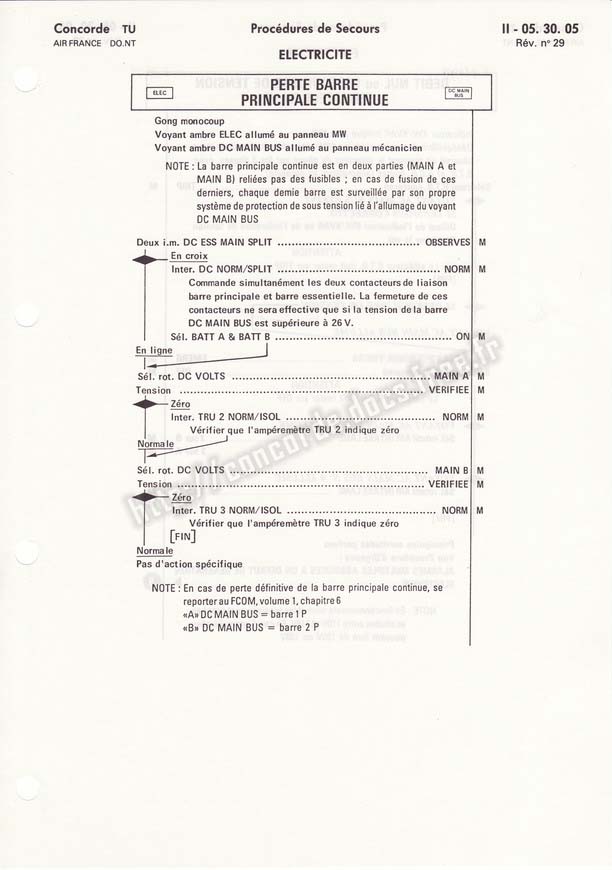 Concorde TU
Procédures de Secours
II - 05. 30. 05
AIR FRANCE DO.NT
Rév. n° 29
ELECTRICITE
ELEC
PERTE BARRE
PRINCIPALE CONTINUE
DC MAIN
BUS
Gong monocoup
Voyant ambre ELEC allumé au panneau MW
Voyant ambre DC MAIN BUS allumé au panneau mécanicien
NOTE : La barre principale continue est en deux parties (MAIN A et
MAIN B) reliées pas des fusibles ; en cas de fusion de ces
derniers, chaque demie barre est surveillée par son propre
système de protection de sous tension lié à l'allumage du voyant
DC MAIN BUS
Deux i.m. DC ESS MAIN SPLIT ........................................ OBSERVES M
En croix
Inter. DC NORM/SPLIT ........................................ NORM M
Commande simultanément les deux contacteurs de liaison
barre principale et barre essentielle. La fermeture de ces
contacteurs ne sera effective que si la tension de la barre
DC MAIN BUS est supérieure à 26 V.
Sél. BATT A & BATT B ........................................ ON M
En ligne
Sél. rot. DC VOLTS ........................................ MAIN A M
Tension ........................................ VERIFIEE M
Zéro
Inter. TRU 2 NORM/ISOL ........................................ NORM M
Vérifier que l'ampéremètre TRU 2 indique zéro
Normale
Sél. rot. DC VOLTS ........................................ MAIN B M
Tension ........................................ VERIFIEE M
Zéro
Inter. TRU 3 NORM/ISOL ........................................ NORM M
Vérifier que l'ampéremètre TRU 3 indique zéro
[FIN]
Normale
Pas d'action spécifique
NOTE : En cas de perte définitive de la barre principale continue, se
reporter au FCOM, volume 1, chapitre 6
«A» DC MAIN BUS = barre 1 P
«B» DC MAIN BUS = barre 2 P
http://concordedocs.free.fr